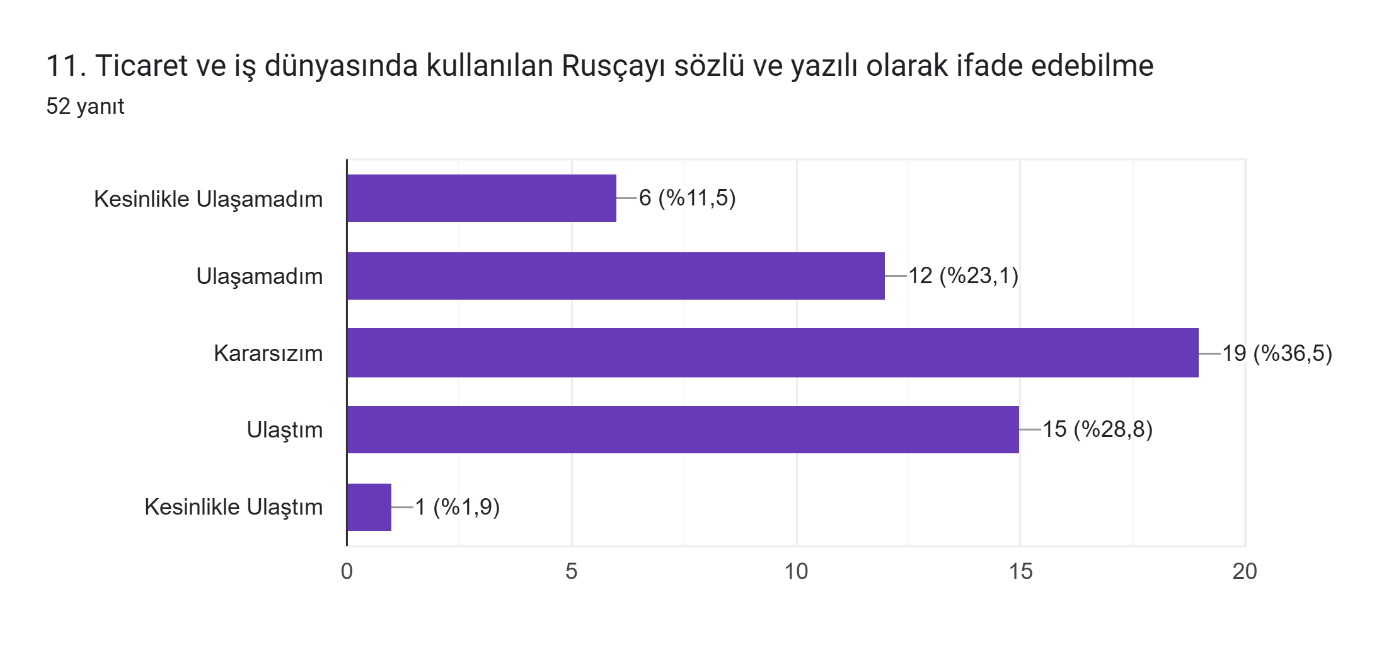 11. Ticaret ve iş dünyasında kullanılan Rusçayı sözlü ve yazılı olarak ifade edebilme
52 yanıt
Kesinlikle Ulaşamadım 6 (%11,5)
Ulaşamadım 12 (%23,1)
Kararsızım 19 (%36,5)
Ulaştım 15 (%28,8)
Kesinlikle Ulaştım 1 (%1,9)
0 5 10 15 20